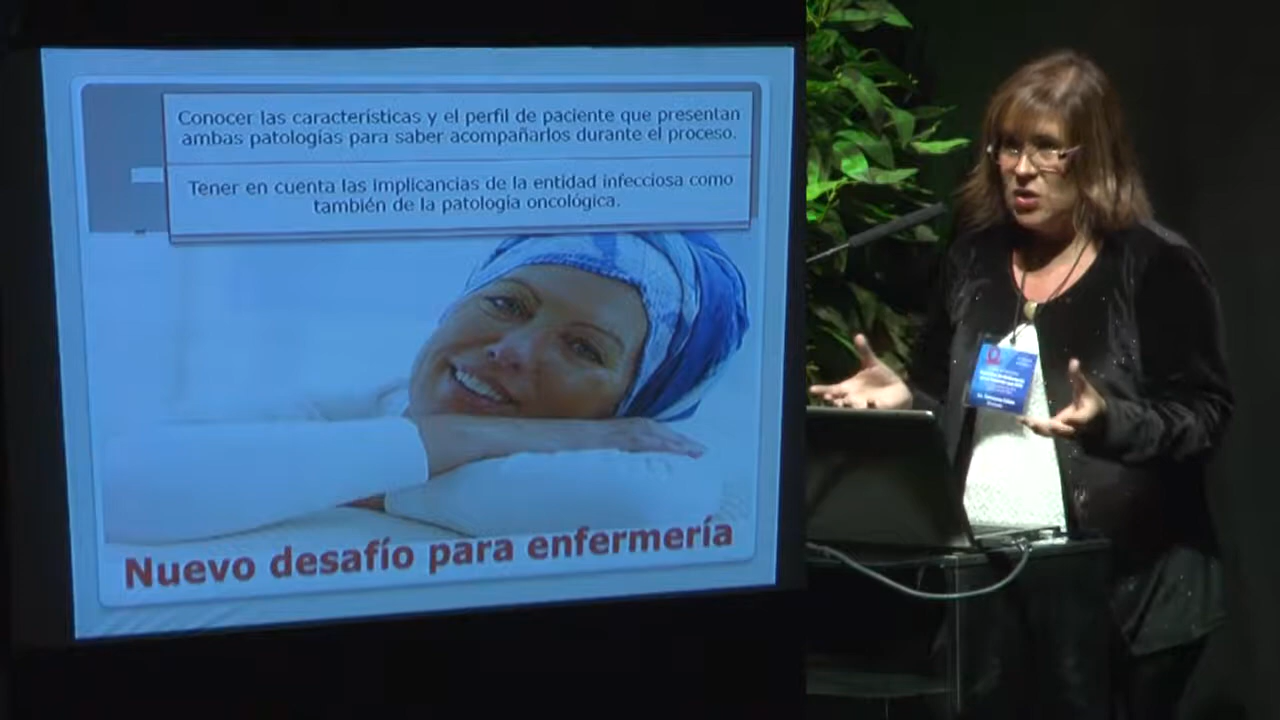 Conocer las características y el perfil de paciente que presentan
ambas patologías para saber acompañarlos durante el proceso.
Tener en cuenta las implicancias de la entidad infecciosa como
también de la patología oncológica.
Nuevo desafío para enfermería